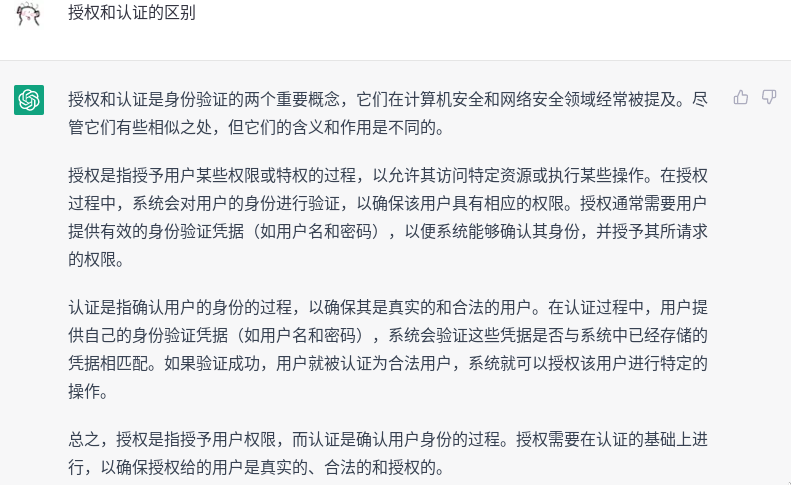 授权和认证的区别
授权和认证是身份验证的两个重要概念，它们在计算机安全和网络安全领域经常被提及。尽
管它们有些相似之处，但它们的含义和作用是不同的。
授权是指授予用户某些权限或特权的过程，以允许其访问特定资源或执行某些操作。在授权
过程中，系统会对用户的身份进行验证，以确保该用户具有相应的权限。授权通常需要用户
提供有效的身份验证凭据（如用户名和密码），以便系统能够确认其身份，并授予其所请求
的权限。
认证是指确认用户的身份的过程，以确保其是真实的和合法的用户。在认证过程中，用户提
供自己的身份验证凭据（如用户名和密码），系统会验证这些凭据是否与系统中已经存储的
凭据相匹配。如果验证成功，用户就被认证为合法用户，系统就可以授权该用户进行特定的
操作。
总之，授权是指授予用户权限，而认证是确认用户身份的过程。授权需要在认证的基础上进
行，以确保授权给的用户是真实的、合法的和授权的。